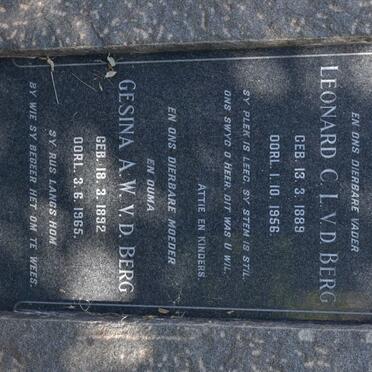 EN ONS DIERBARE VADER
LEONARD C. L. V. D. BERG
GEB. 13. 3. 1889
OORL. 1. 10. 1956.
SY PLEK IS LEEG, SY STEM IS STIL.
ONS SWYG O HEER, DIT WAS U WIL.
ATTIE EN KINDERS.
EN ONS DIERBARE MOEDER
EN OUMA
GESINA A. W. V. D. BERG
GEB. 18. 3. 1892
OORL. 3. 6. 1965.
SY RUS LANGS HOM
BY WIE SY BEGEER HET OM TE WEES.